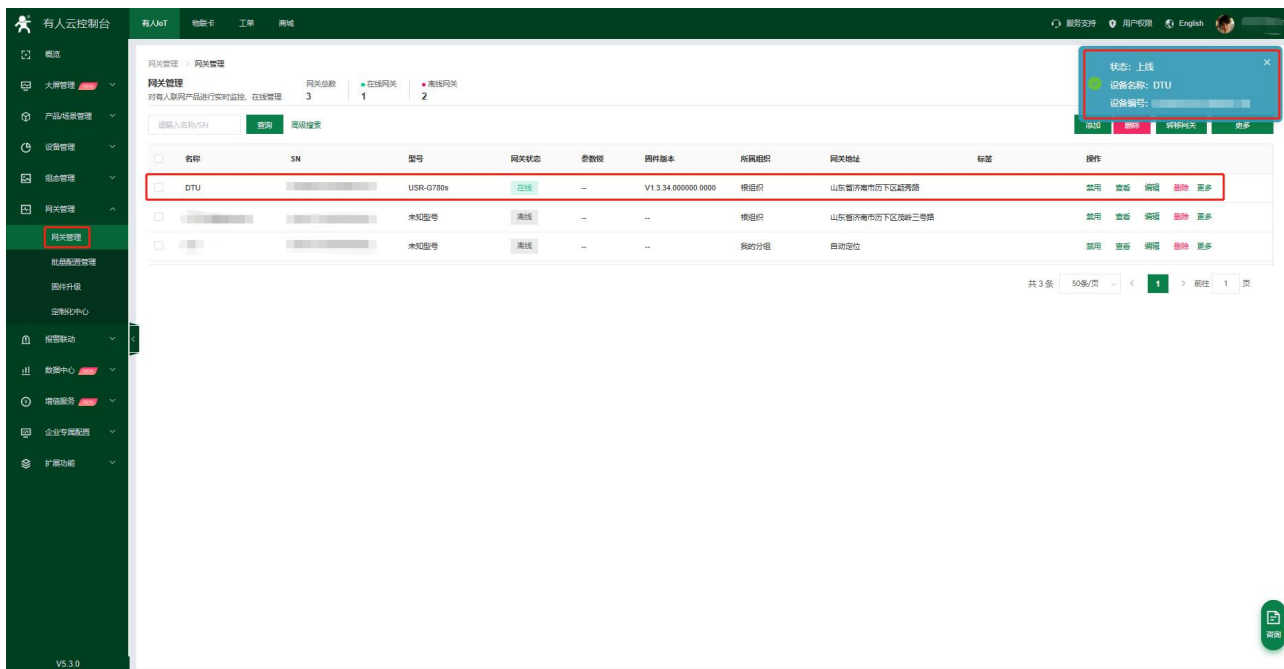 有人云控制台
有人IoT 物联卡 工单 商城
服务支持 用户权限 English
概览
大屏管理
产品/场景管理
设备管理
组态管理
网关管理
网关管理
批量配置管理
固件升级
定制化中心
报警联动
数据中心
增值服务
企业专属配置
扩展功能
V5.3.0
网关管理 > 网关管理
网关管理
对有人联网产品进行实时监控、在线管理
网关总数 在线网关 离线网关
3 1 2
状态：上线
设备名称：DTU
设备编号：
请输入名称/SN 查询 高级搜索
添加 删除 转移网关 更多
名称 SN 型号 网关状态 参数侦 固件版本 所属组织 网关地址 标签 操作
DTU USR-G780s 在线 -- V1.3.34.000000.0000 根组织 山东省济南市历下区颖秀路 禁用 查看 编辑 删除 更多
未知型号 离线 -- -- 根组织 山东省济南市历下区茂岭三号路 禁用 查看 编辑 删除 更多
未知型号 离线 -- -- 我的分组 自动定位 禁用 查看 编辑 删除 更多
共 3 条 50条/页 < 1 > 前往 1 页
咨询